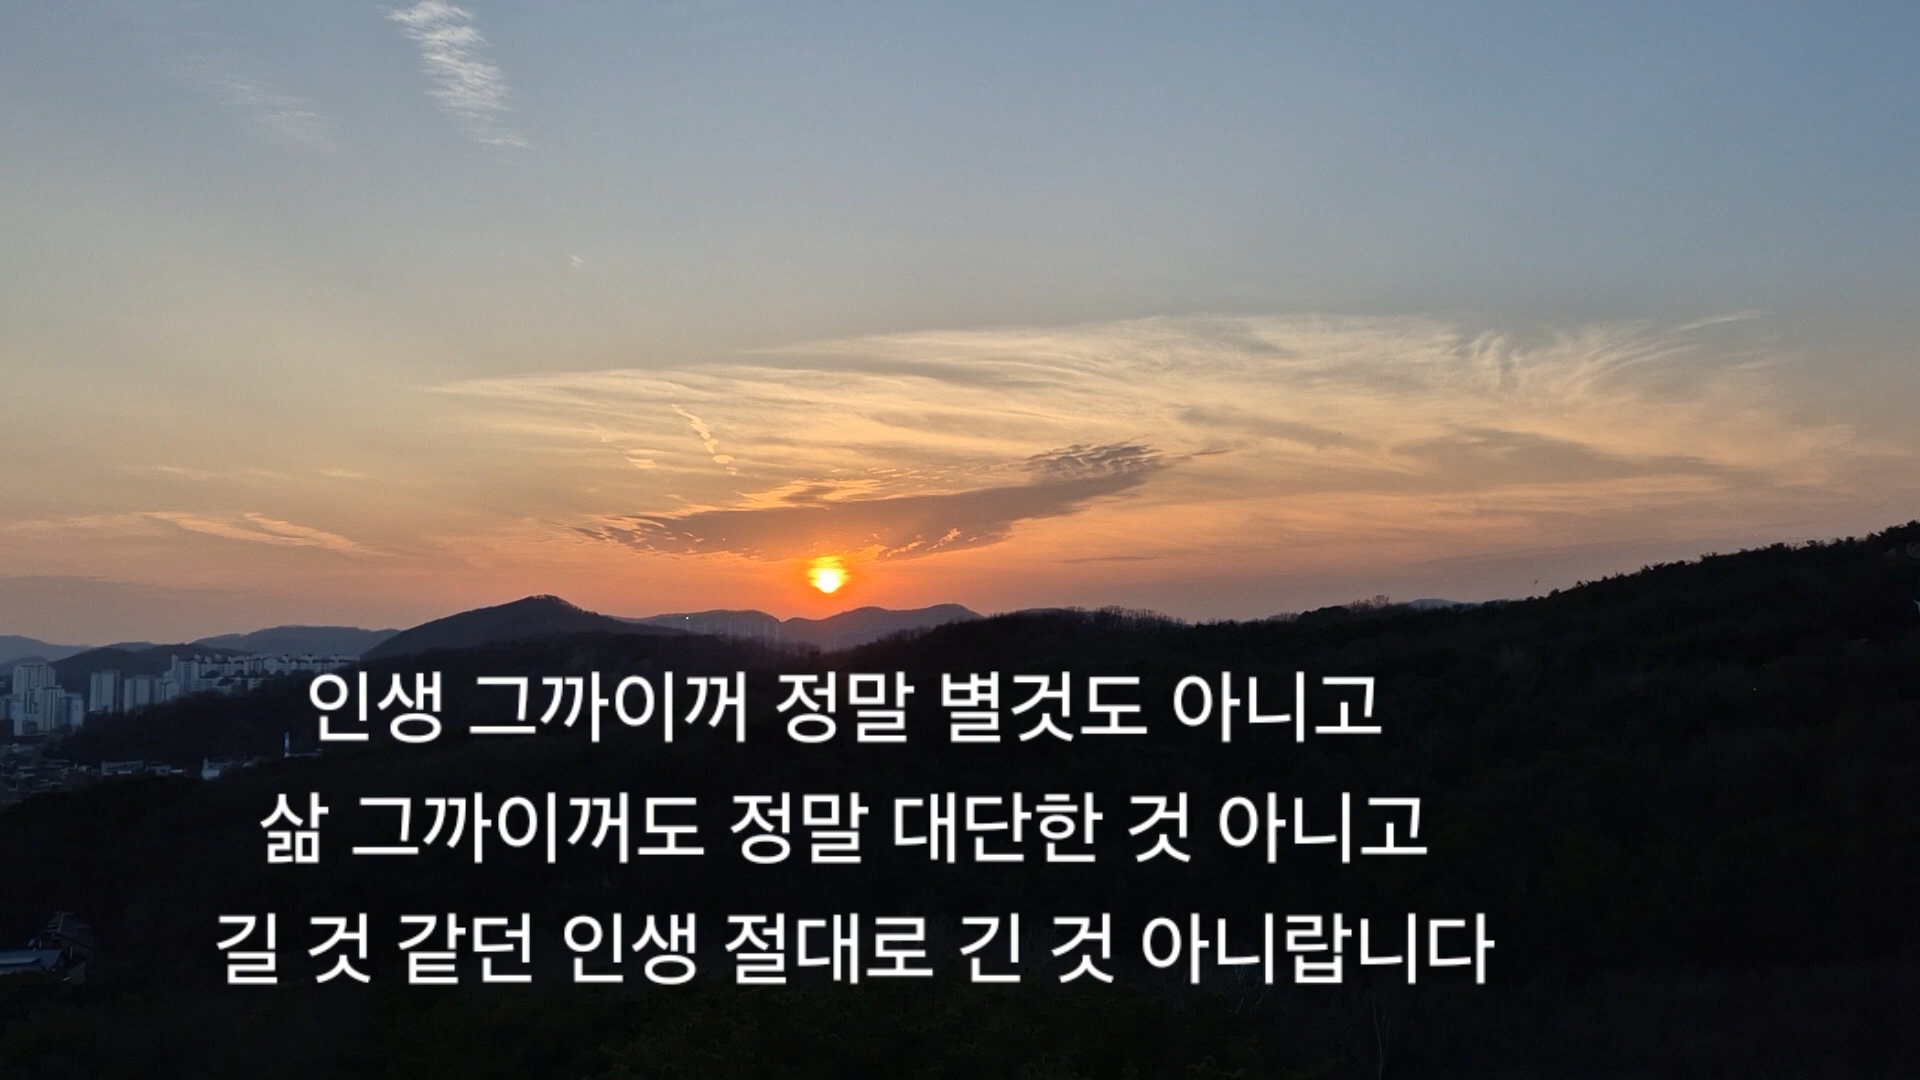 인생 그까이꺼 정말 별것도 아니고
삶 그까이꺼도 정말 대단한 것 아니고
길 것 같던 인생 절대로 긴 것 아니랍니다